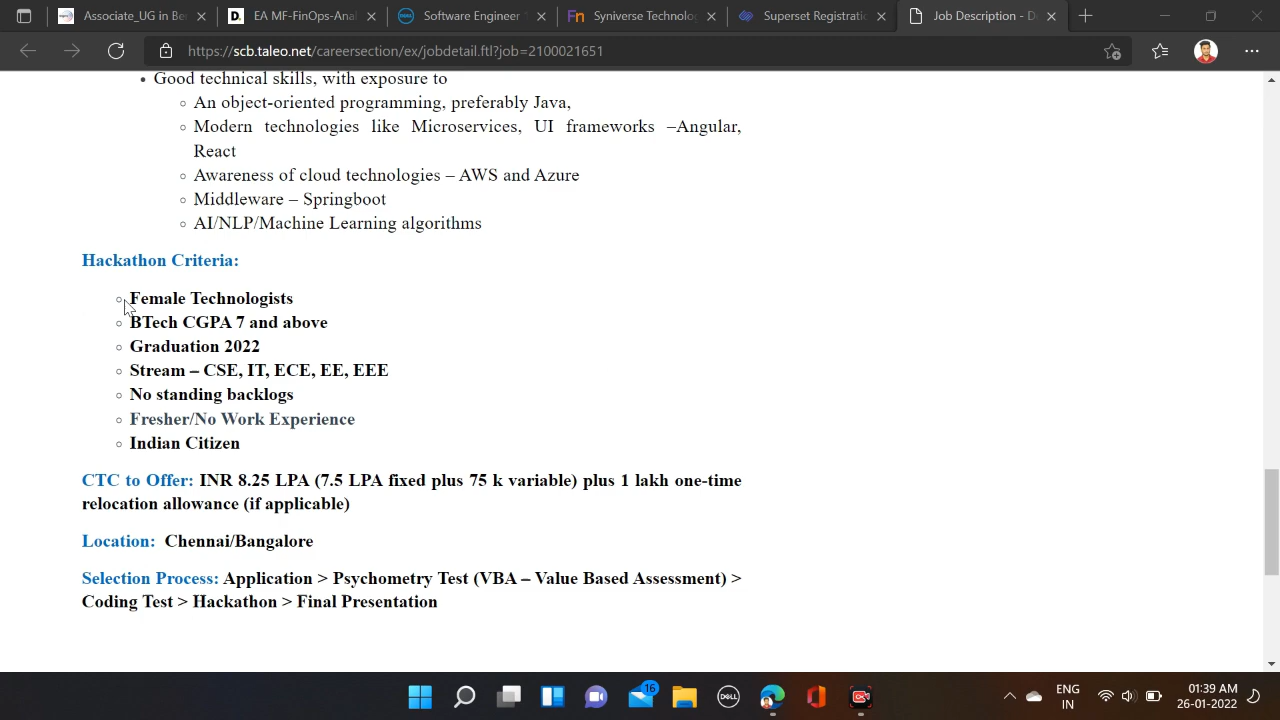 Associate_UG in Be
EA MF-FinOps-Anal
Software Engineer
Syniverse Technolog
Superset Registratio
Job Description - D
https://scb.taleo.net/careersection/ex/jobdetail.ftl?job=2100021651
• Good technical skills, with exposure to
◦ An object-oriented programming, preferably Java,
◦ Modern technologies like Microservices, UI frameworks –Angular,
React
◦ Awareness of cloud technologies – AWS and Azure
◦ Middleware – Springboot
◦ AI/NLP/Machine Learning algorithms
Hackathon Criteria:
◦ Female Technologists
◦ BTech CGPA 7 and above
◦ Graduation 2022
◦ Stream – CSE, IT, ECE, EE, EEE
◦ No standing backlogs
◦ Fresher/No Work Experience
◦ Indian Citizen
CTC to Offer: INR 8.25 LPA (7.5 LPA fixed plus 75 k variable) plus 1 lakh one-time
relocation allowance (if applicable)
Location: Chennai/Bangalore
Selection Process: Application > Psychometry Test (VBA – Value Based Assessment) >
Coding Test > Hackathon > Final Presentation
16
DELL
ENG
IN
01:39 AM
26-01-2022